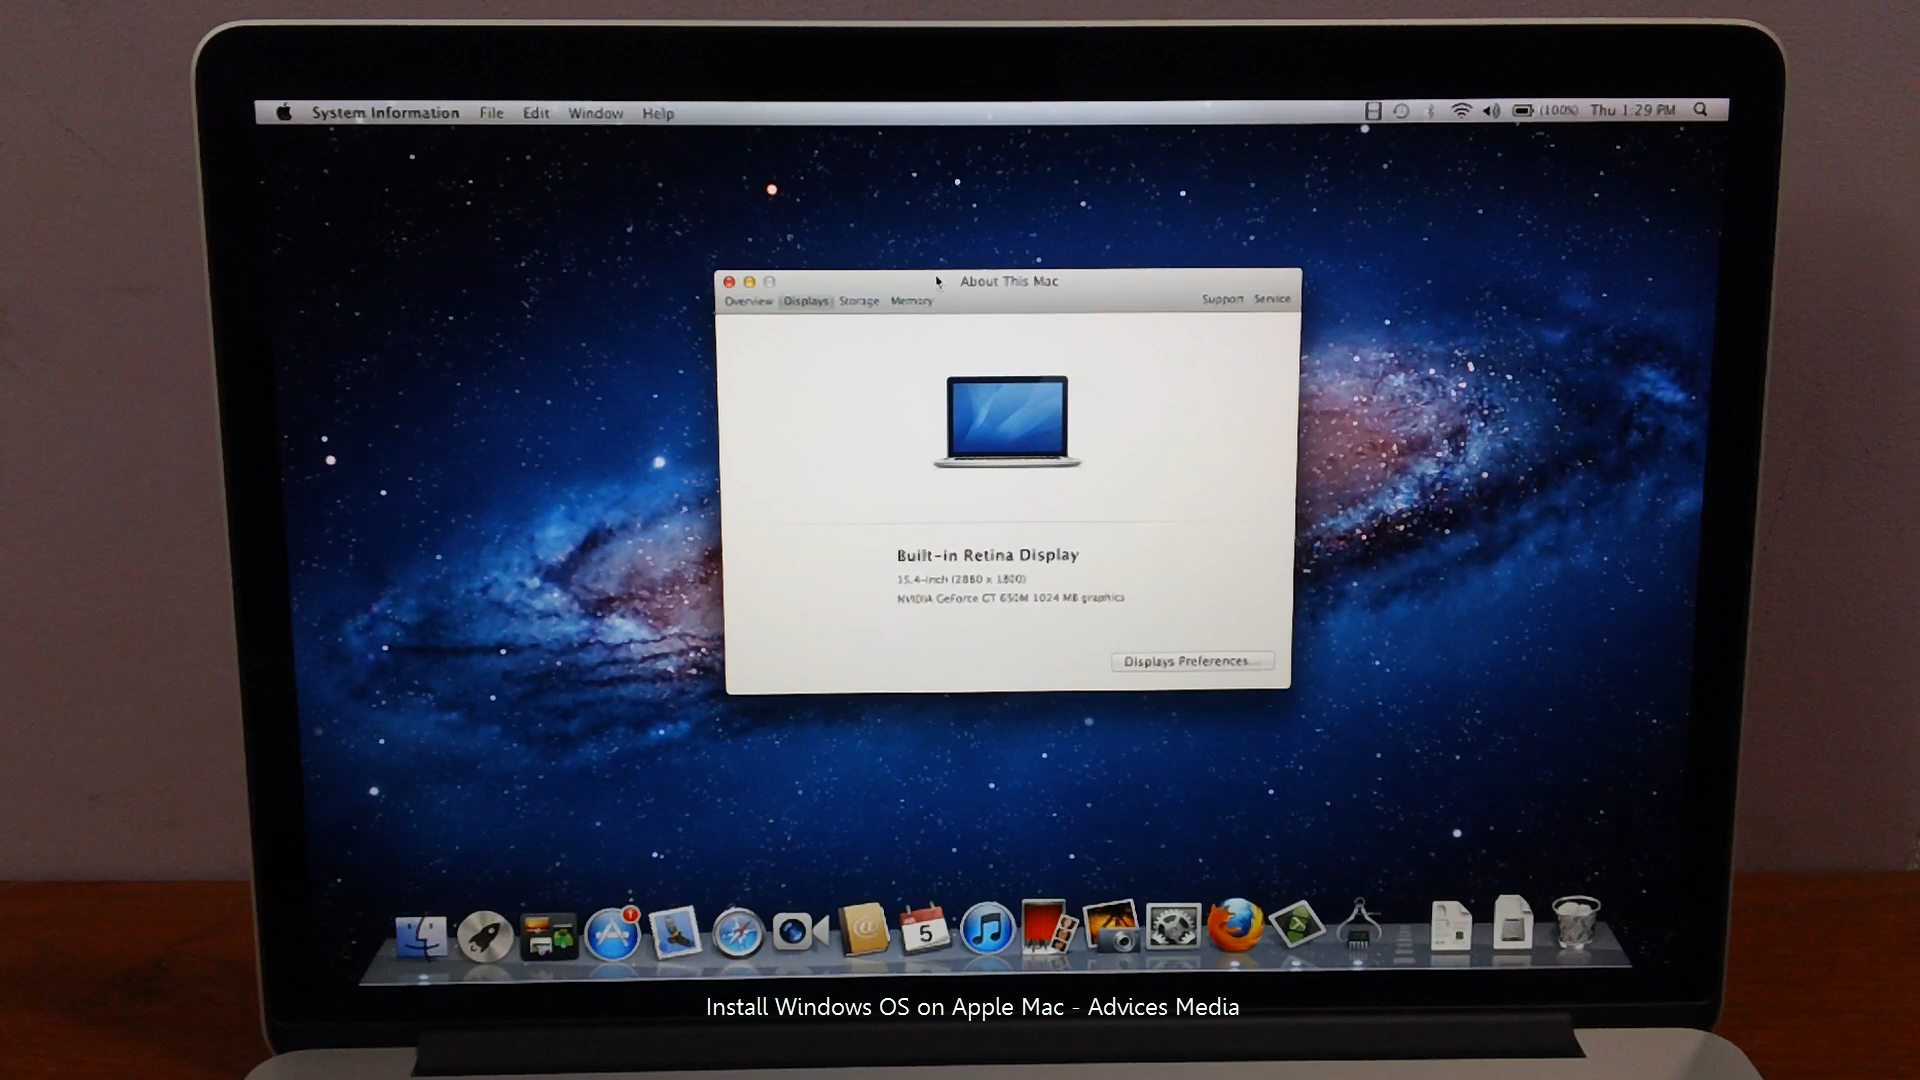 System Information File Edit Window Help (100%) Thu 1:29 PM
About This Mac
Overview Displays Storage Memory Support Service
Built-in Retina Display
15.4-inch (2880 x 1800)
NVIDIA GeForce GT 650M 1024 MB graphics
Displays Preferences...
@
5
Install Windows OS on Apple Mac - Advices Media